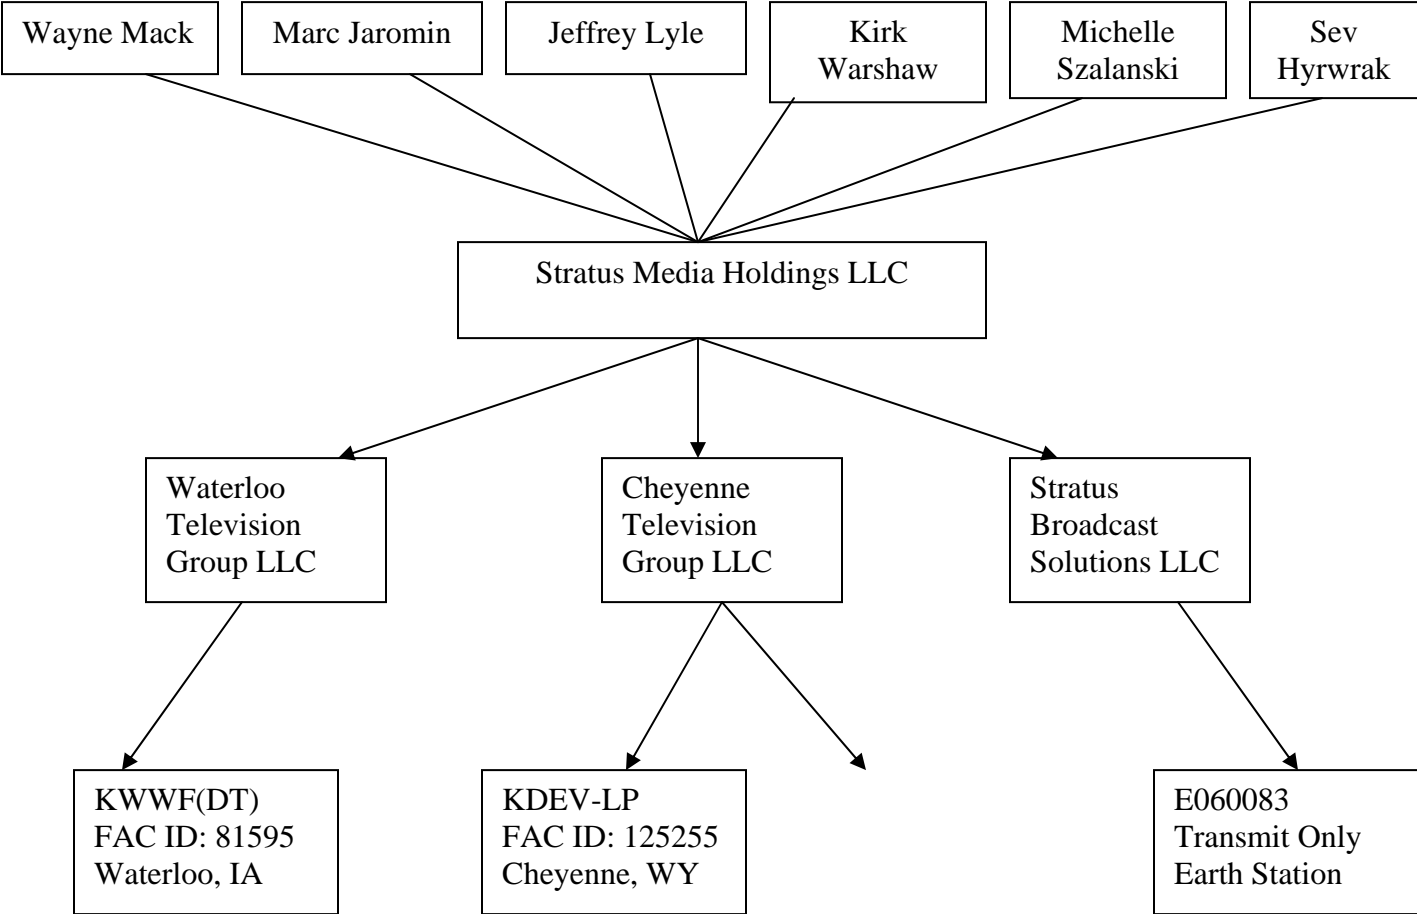 Wayne Mack
Marc Jaromin
Jeffrey Lyle
Kirk
Warshaw
Michelle
Szalanski
Sev
Hyrwrak
Stratus Media Holdings LLC
Waterloo
Television
Group LLC
Cheyenne
Television
Group LLC
Stratus
Broadcast
Solutions LLC
KWWF(DT)
FAC ID: 81595
Waterloo, IA
KDEV-LP
FAC ID: 125255
Cheyenne, WY
E060083
Transmit Only
Earth Station